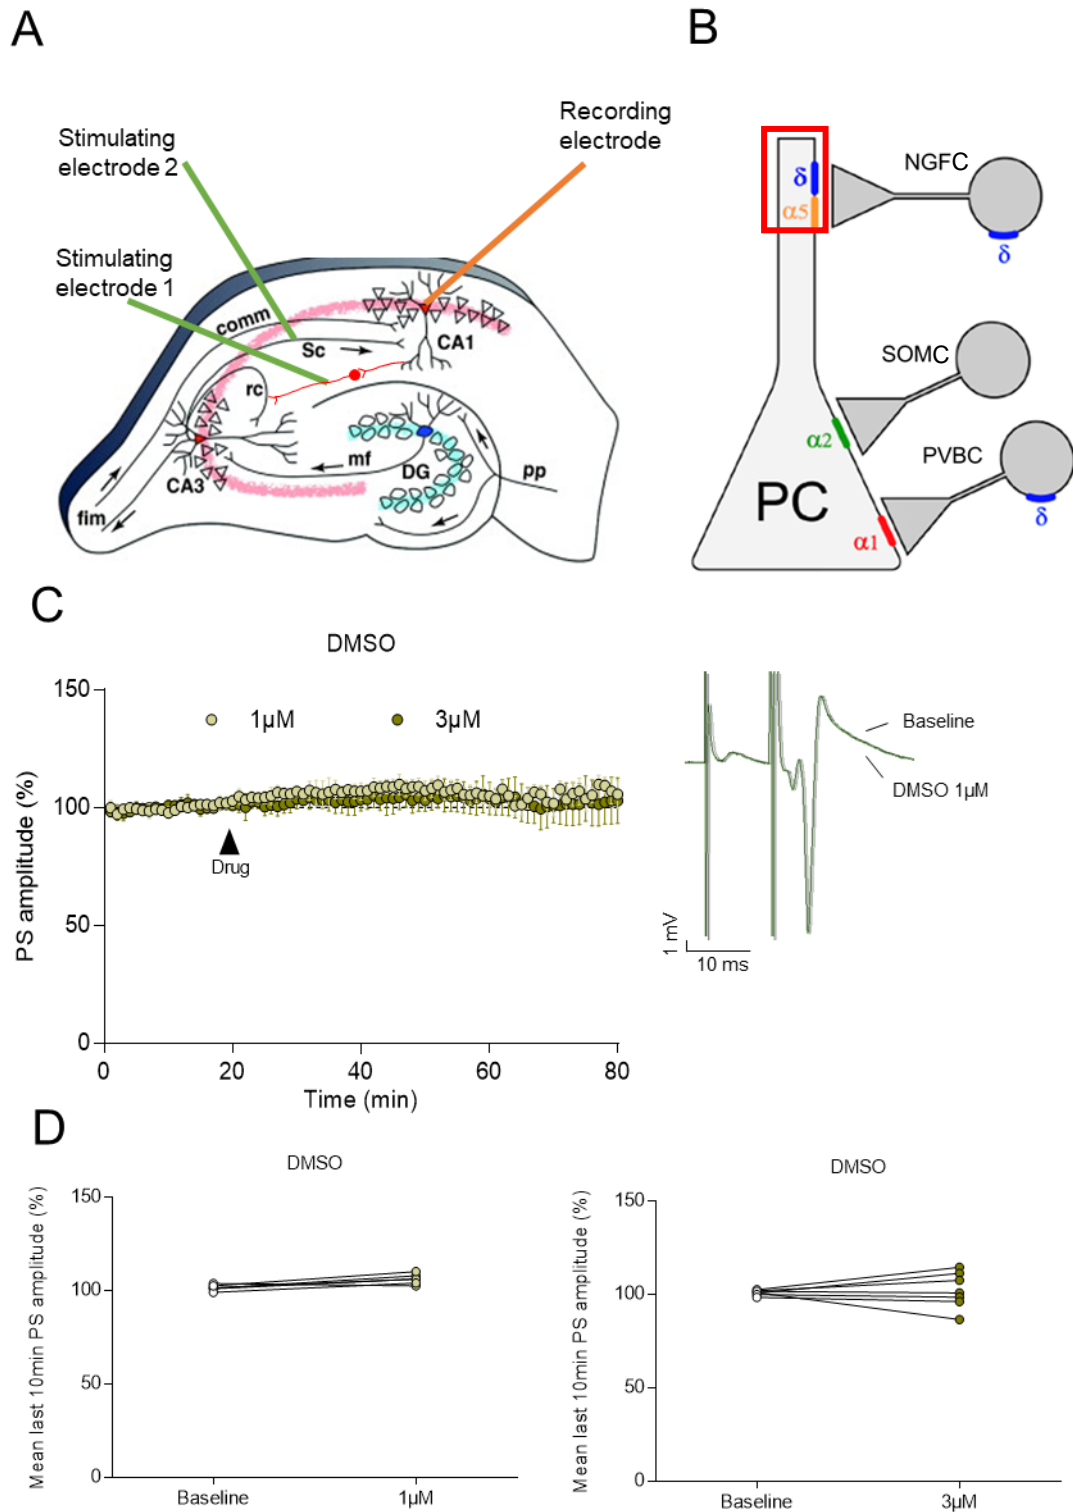 A
B
Stimulating
electrode 2
Recording
electrode
Stimulating
electrode 1
comm
Sc
CA1
rc
mf
DG
pp
CA3
fim
NGFC
δ
α5
δ
SOMC
α2
PVBC
PC
α1
δ
C
DMSO
150
1µM
3µM
100
Drug
50
0
PS amplitude (%)
0
20
40
60
80
Time (min)
Baseline
DMSO 1µM
1 mV
10 ms
D
DMSO
150
100
50
0
Mean last 10min PS amplitude (%)
Baseline
1µM
DMSO
150
100
50
0
Mean last 10min PS amplitude (%)
Baseline
3µM